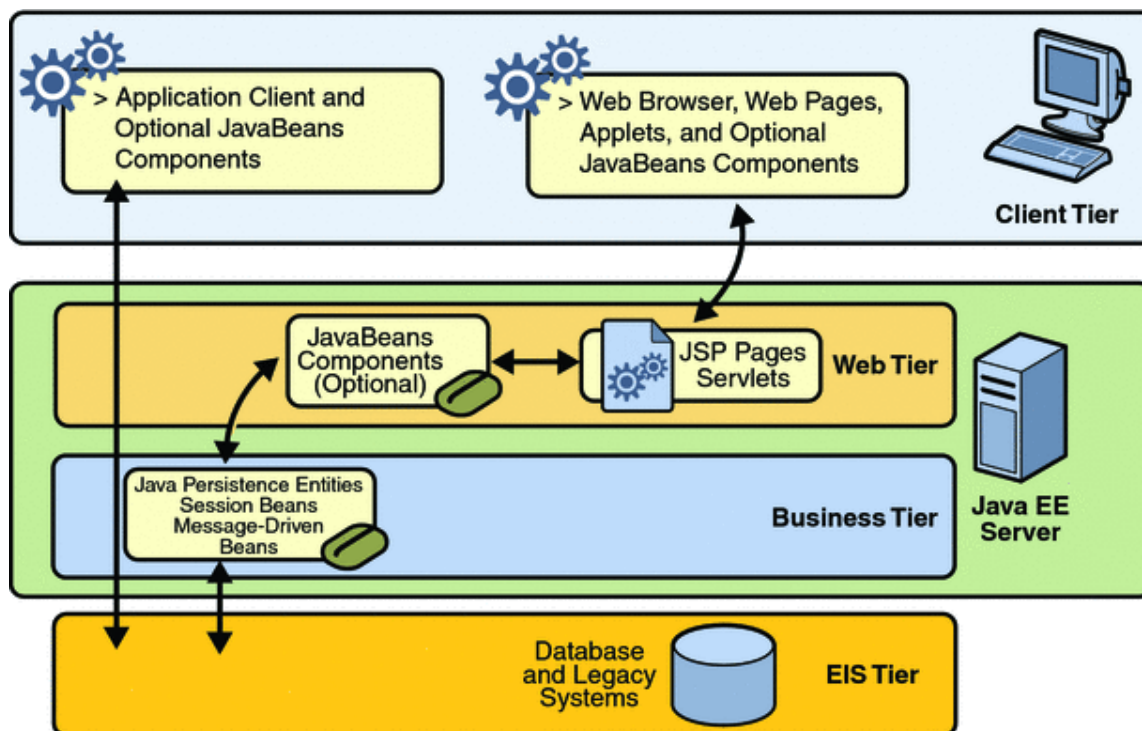 > Application Client and
Optional JavaBeans
Components
> Web Browser, Web Pages,
Applets, and Optional
JavaBeans Components
Client Tier
JavaBeans
Components
(Optional)
JSP Pages
Servlets
Web Tier
Java Persistence Entities
Session Beans
Message-Driven
Beans
Business Tier
Java EE
Server
Database
and Legacy
Systems
EIS Tier